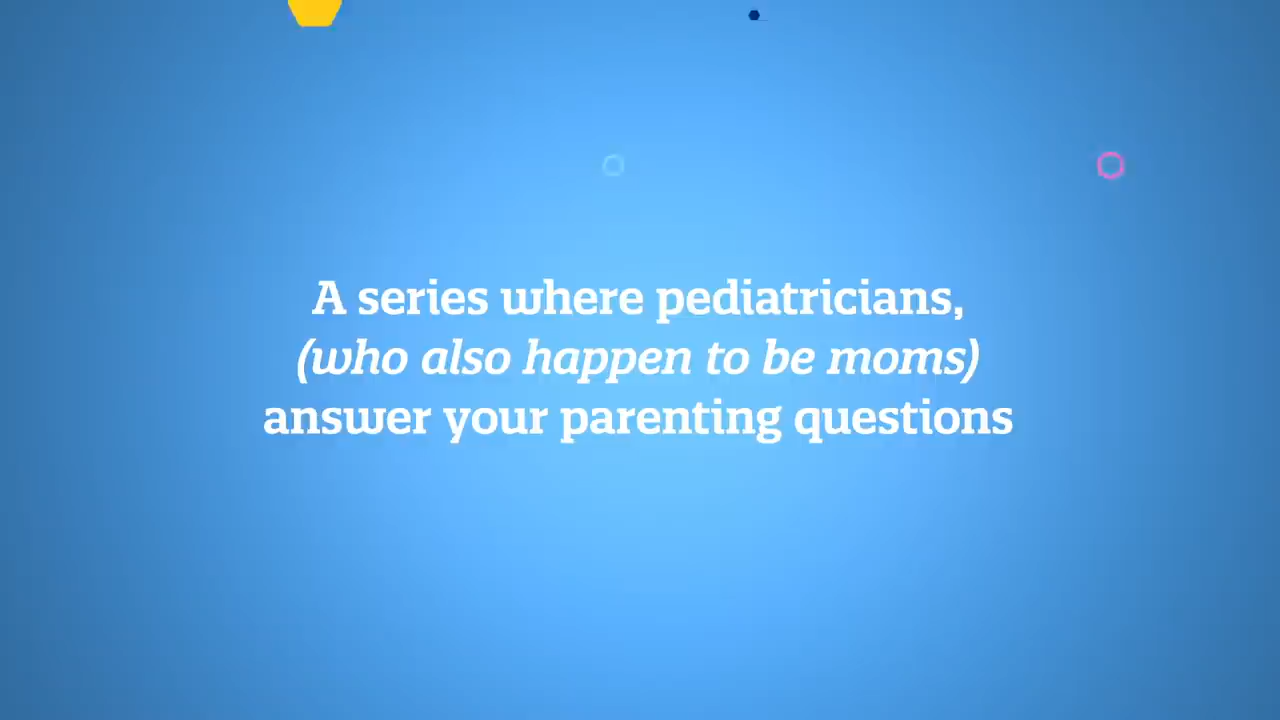 A series where pediatricians,
(who also happen to be moms)
answer your parenting questions